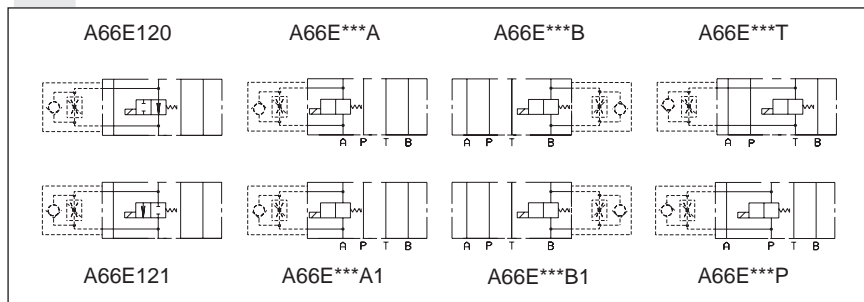 A66E120 A66E***A A66E***B A66E***T
A P T B A P T B A P T B
A P T B A P T B A P T B
A66E121 A66E***A1 A66E***B1 A66E***P